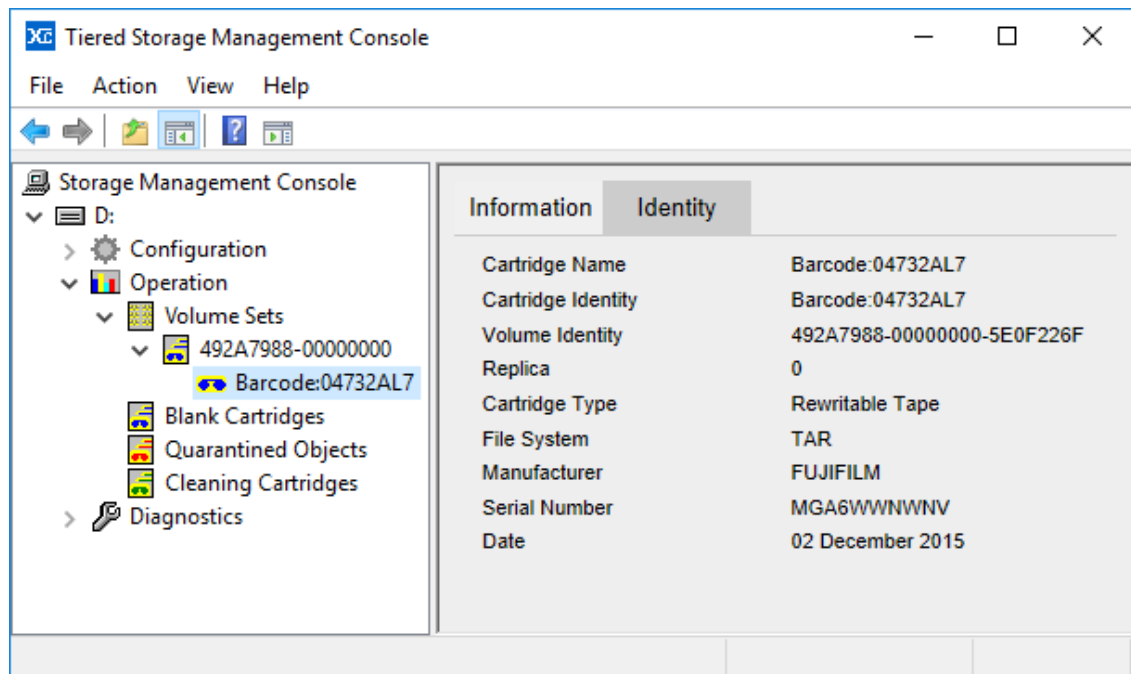 XC Tiered Storage Management Console
File Action View Help
Storage Management Console
D:
Configuration
Operation
Volume Sets
492A7988-00000000
Barcode:04732AL7
Blank Cartridges
Quarantined Objects
Cleaning Cartridges
Diagnostics
Information Identity
Cartridge Name Barcode:04732AL7
Cartridge Identity Barcode:04732AL7
Volume Identity 492A7988-00000000-5E0F226F
Replica 0
Cartridge Type Rewritable Tape
File System TAR
Manufacturer FUJIFILM
Serial Number MGA6WWNWNV
Date 02 December 2015